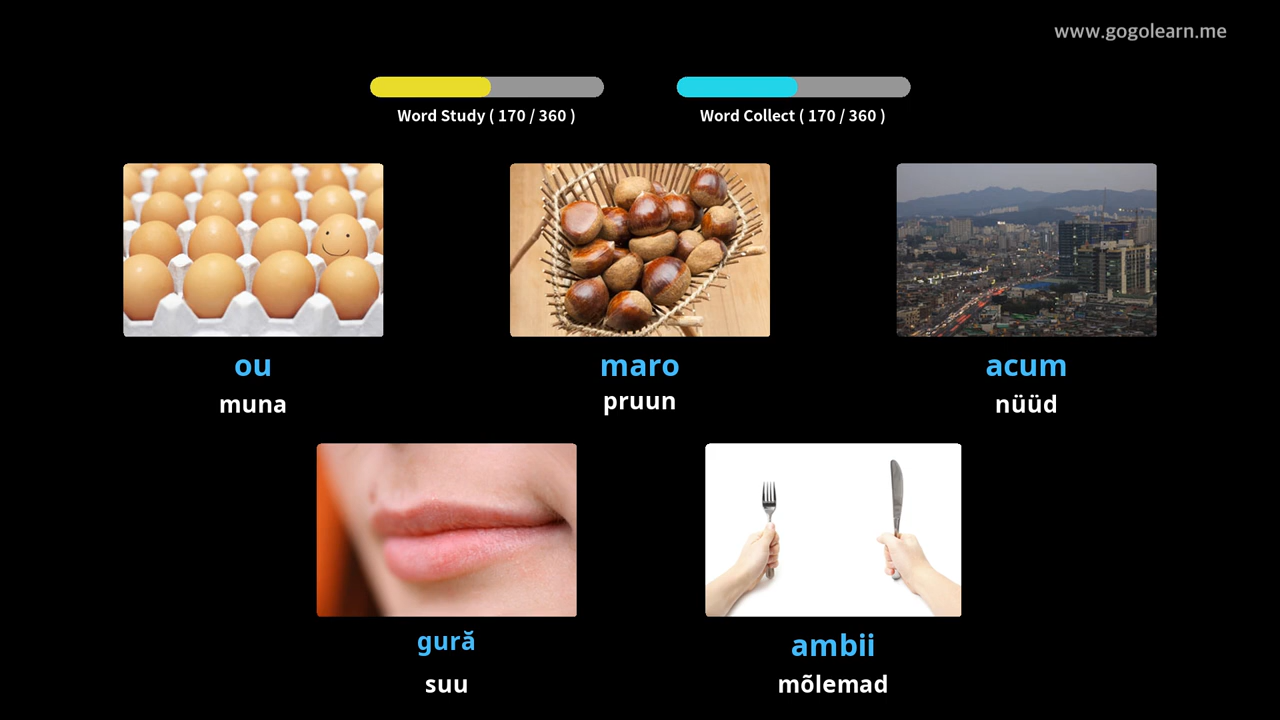 www.gogolearn.me
Word Study ( 170 / 360 )
Word Collect ( 170 / 360 )
ou
muna
maro
pruun
acum
nüüd
gură
suu
ambii
mõlemad